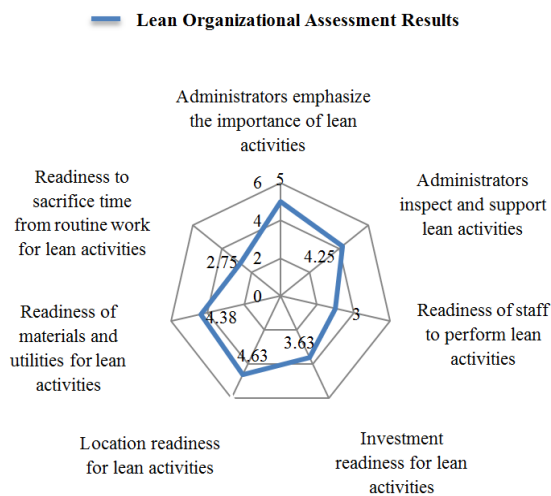 Lean Organizational Assessment Results
Administrators emphasize
the importance of lean
activities
Administrators
inspect and support
lean activities
Readiness of staff
to perform lean
activities
Investment
readiness for lean
activities
Location readiness
for lean activities
Readiness of
materials and
utilities for lean
activities
Readiness to
sacrifice time
from routine work
for lean activities
6
4
2
0
5
4.25
3
3.63
4.63
4.38
2.75